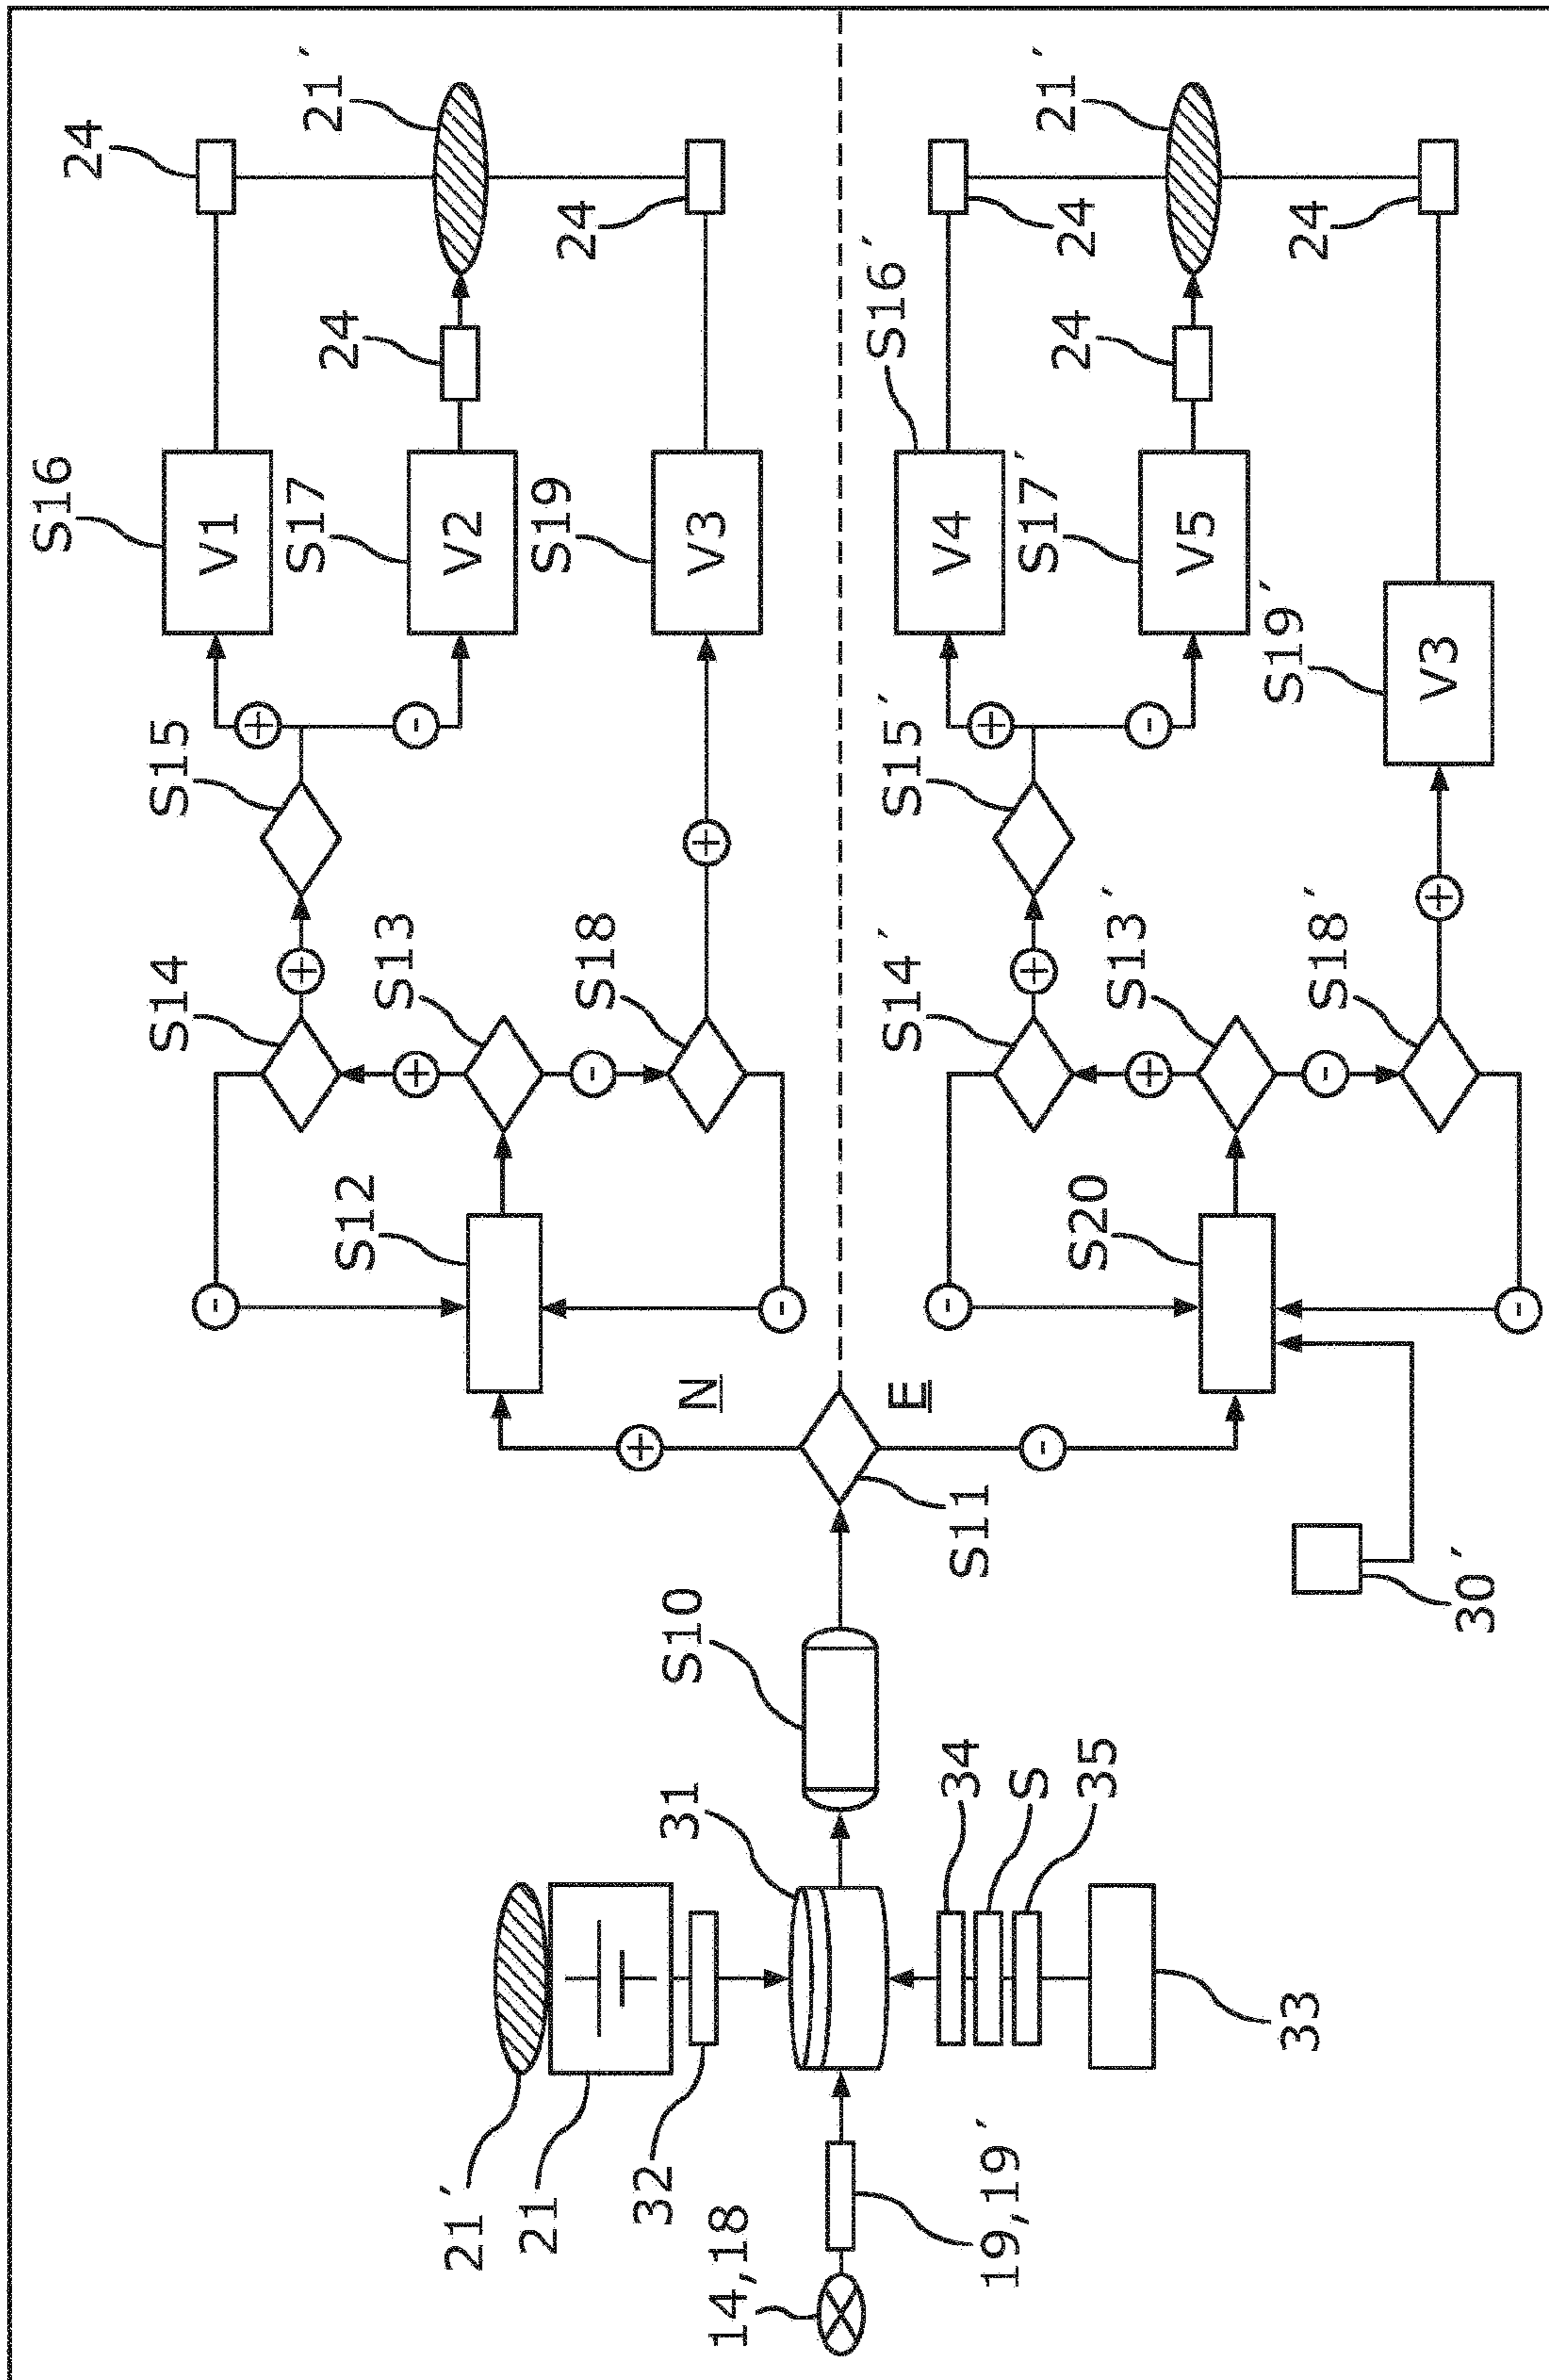 24
21´
24
24
S16
V1
S17
V2
S19
V3
S15
+
-
S14
+
S13
+
-
S18
+
S12
-
-
N
+
24
21´
24
24
S16´
V4
S17´
V5
S19´
V3
S15´
+
-
S14´
+
S13´
+
-
S18´
+
S20
-
-
E
-
S11
30´
S10
31
34
S
35
33
21´
21
32
14,18
19,19´